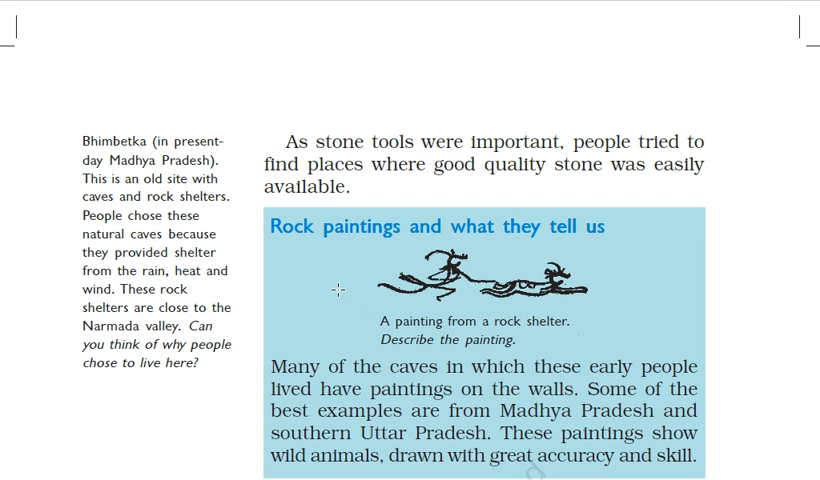 Bhimbetka (in present-
day Madhya Pradesh).
This is an old site with
caves and rock shelters.
People chose these
natural caves because
they provided shelter
from the rain, heat and
wind. These rock
shelters are close to the
Narmada valley. Can
you think of why people
chose to live here?
As stone tools were important, people tried to
find places where good quality stone was easily
available.
Rock paintings and what they tell us
A painting from a rock shelter.
Describe the painting.
Many of the caves in which these early people
lived have paintings on the walls. Some of the
best examples are from Madhya Pradesh and
southern Uttar Pradesh. These paintings show
wild animals, drawn with great accuracy and skill.